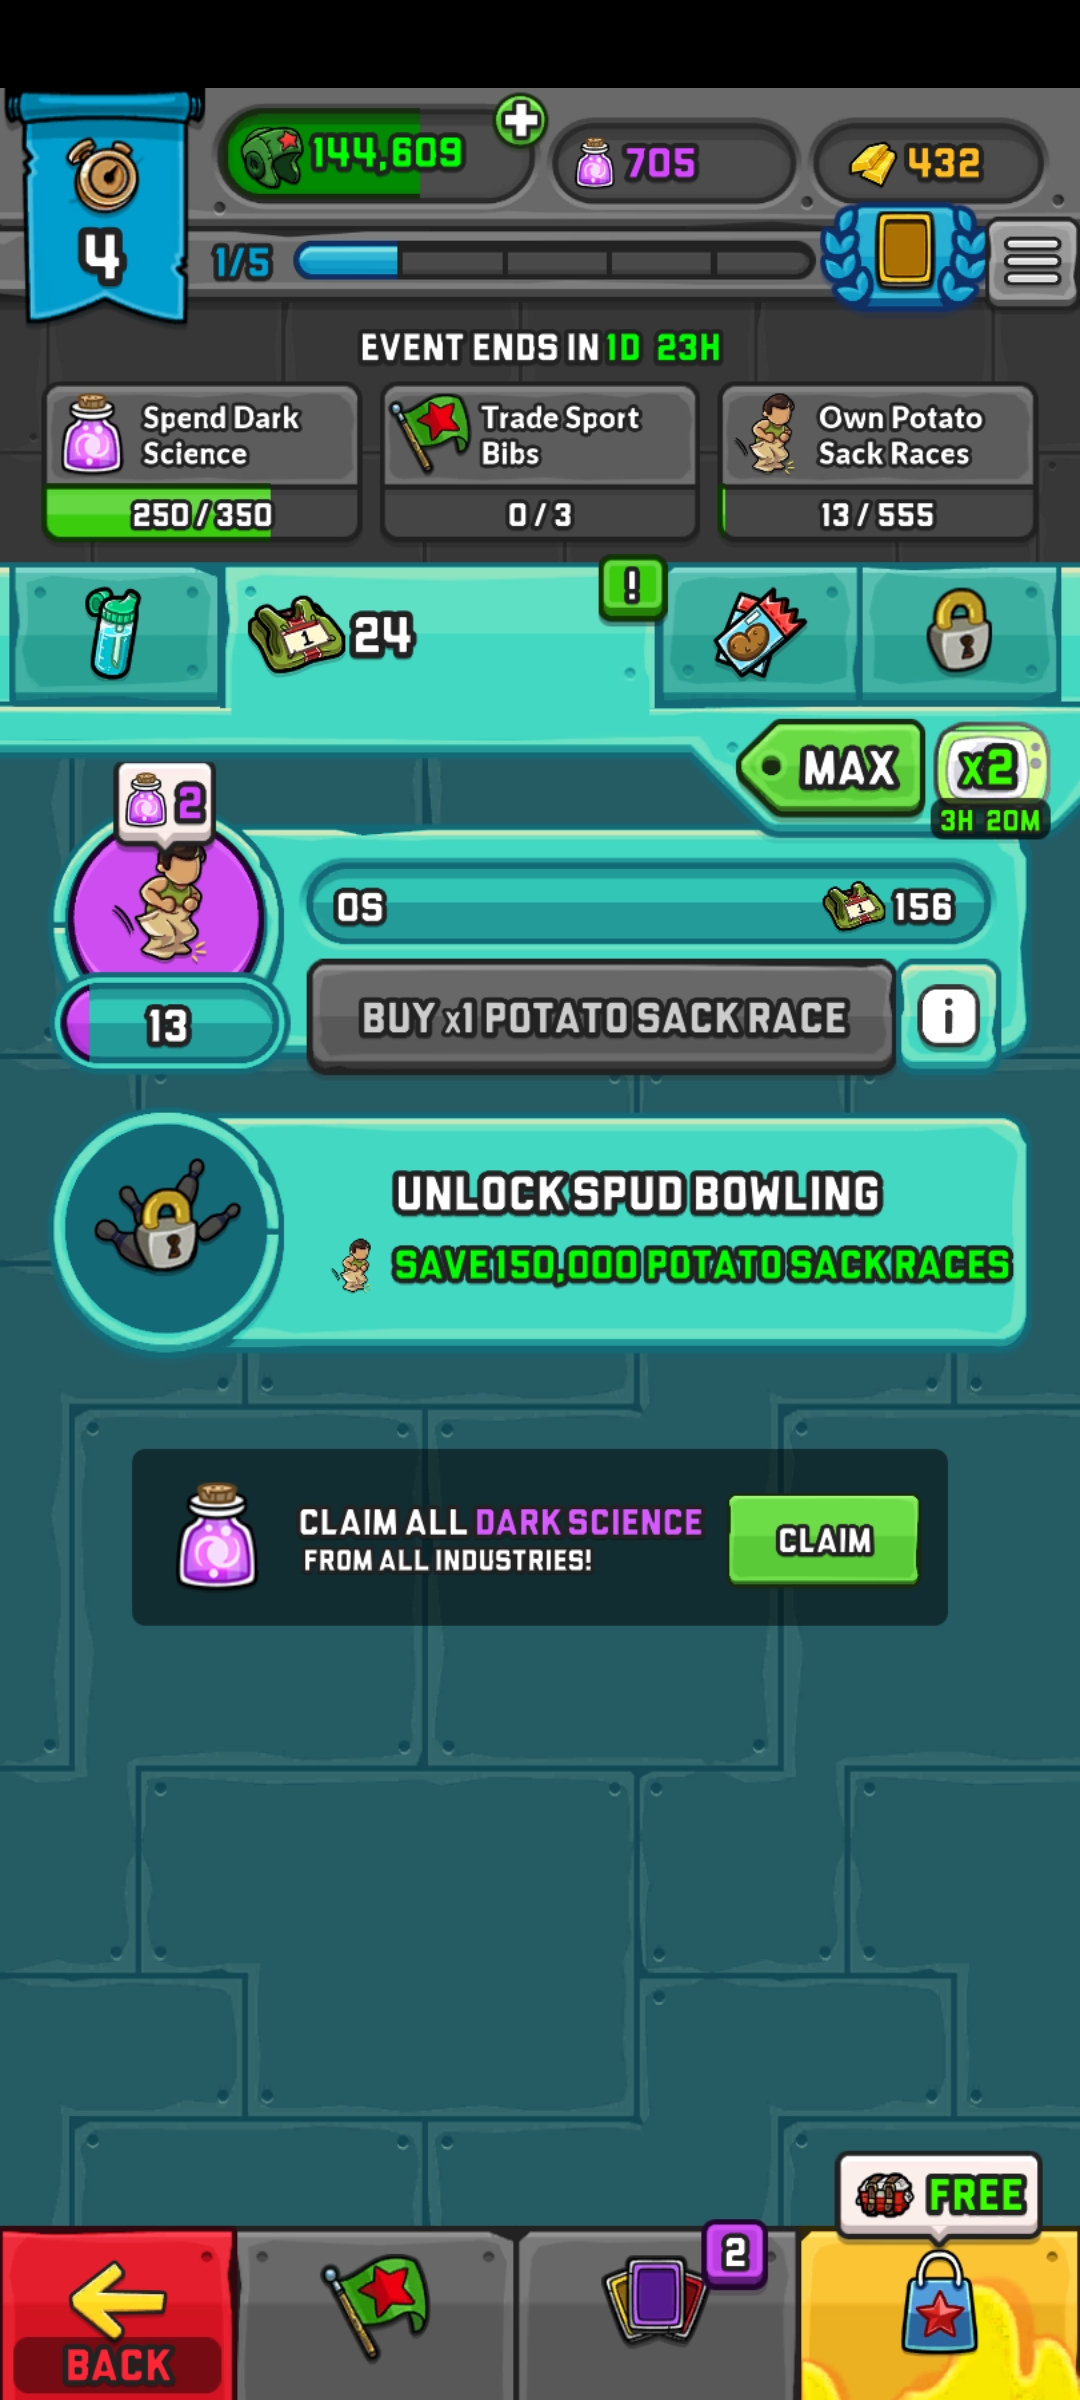 144,609
705
432
4
1/5
EVENT ENDS IN 1D 23H
Spend Dark
Science
250/350
Trade Sport
Bibs
0/3
Own Potato
Sack Races
13/555
1
24
!
MAX
x2
3H 20M
2
0S
1
156
13
BUY x1 POTATO SACK RACE
i
UNLOCK SPUD BOWLING
SAVE 150,000 POTATO SACK RACES
CLAIM ALL DARK SCIENCE
FROM ALL INDUSTRIES!
CLAIM
FREE
2
BACK